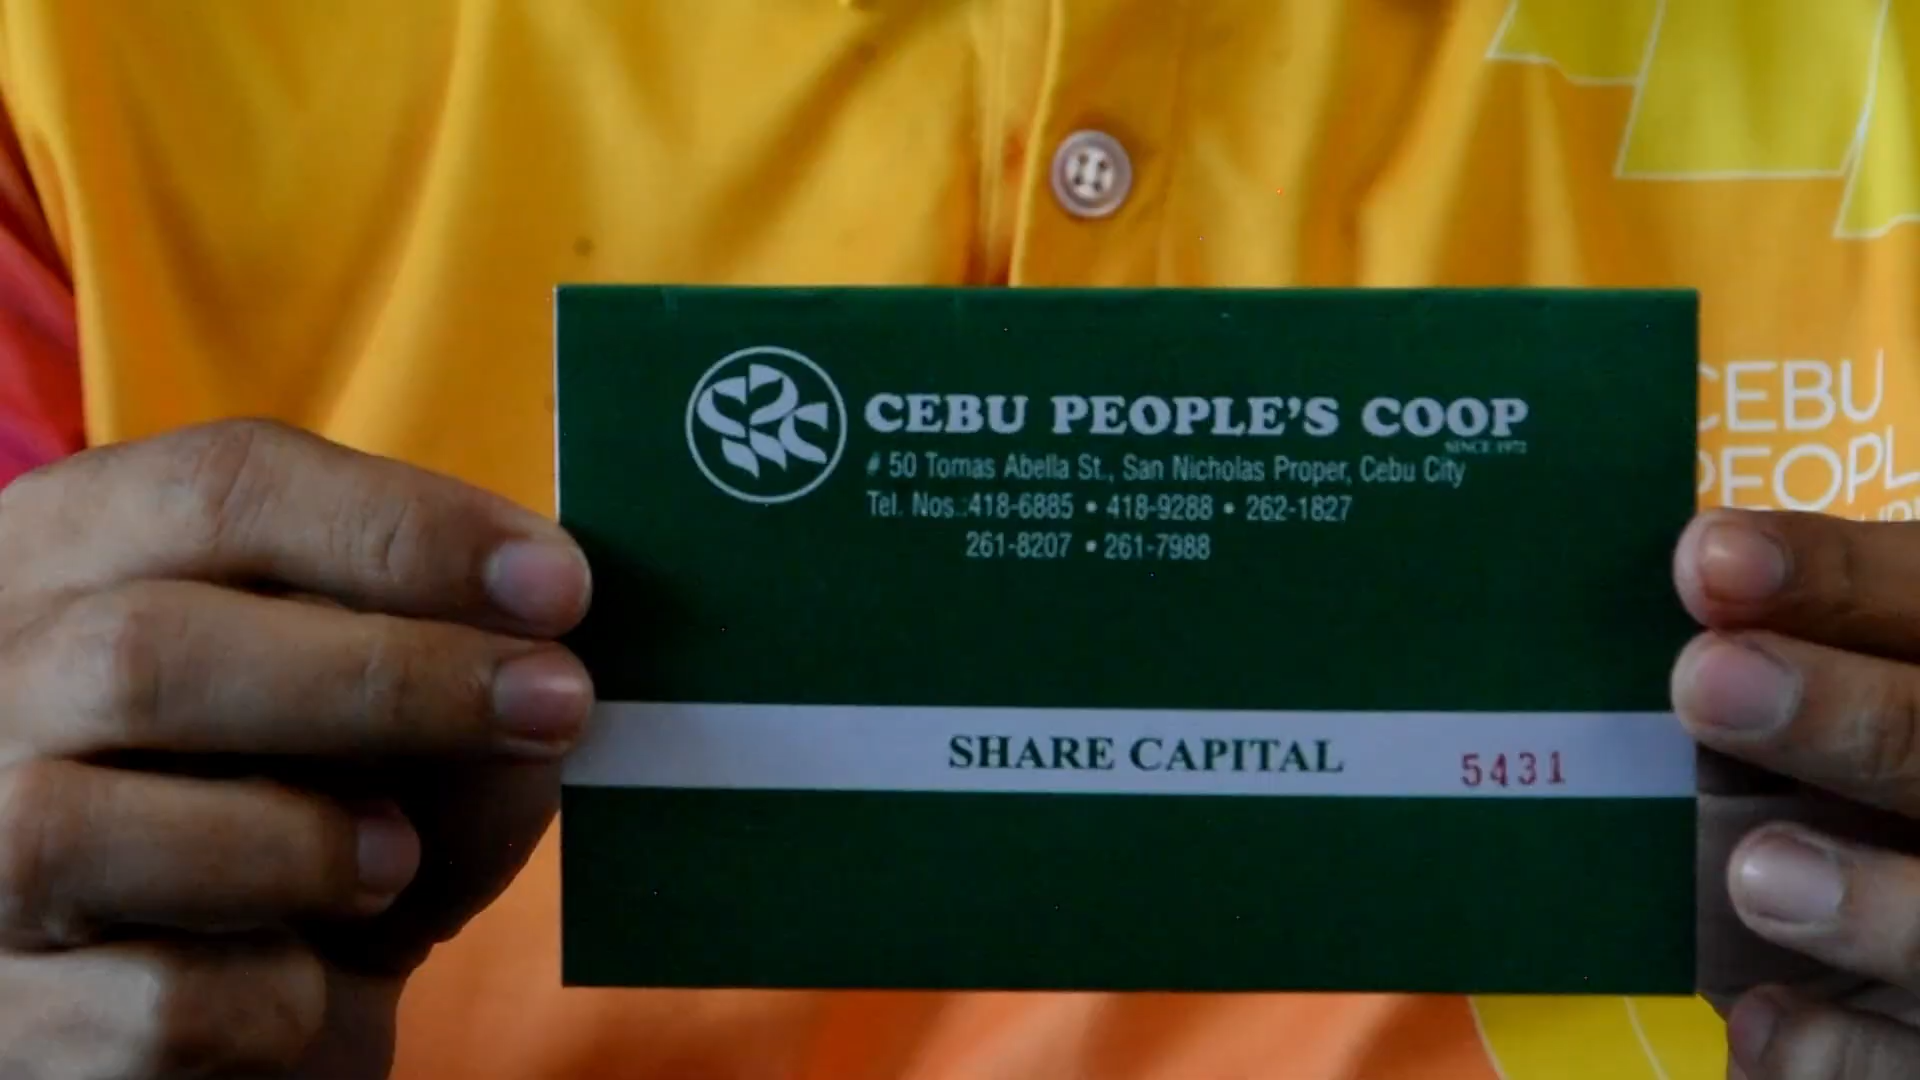 CEBU PEOPLE'S COOP
SINCE 1972
# 50 Tomas Abella St., San Nicholas Proper, Cebu City
Tel. Nos.:418-6885 • 418-9288 • 262-1827
261-8207 • 261-7988
SHARE CAPITAL 5431
CEBU
PEOPL